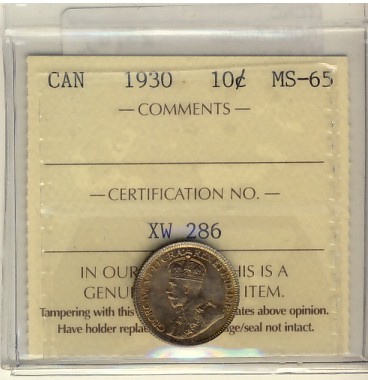 CAN 1930 10¢ MS-65
— COMMENTS —
— CERTIFICATION NO. —
XW 286
IN OUR HIS IS A
GENU ITEM.
Tampering with this ates above opinion.
Have holder repla ge/seal not intact.